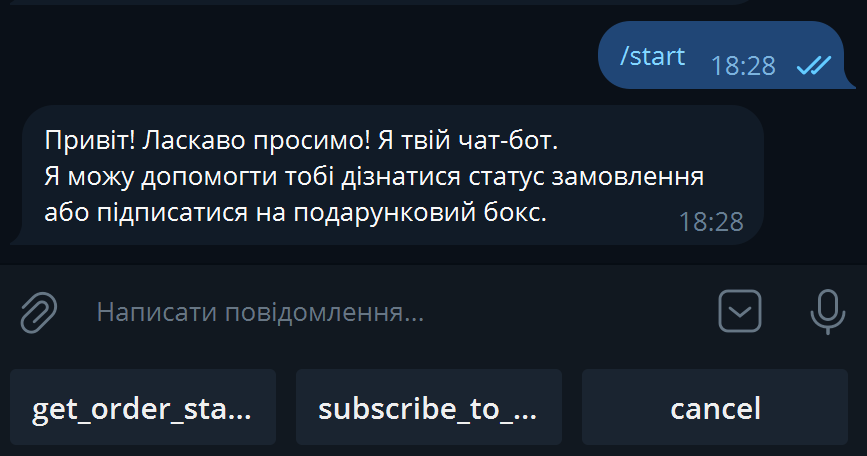 /start 18:28
Привіт! Ласкаво просимо! Я твій чат-бот.
Я можу допомогти тобі дізнатися статус замовлення
або підписатися на подарунковий бокс.
18:28
Написати повідомлення...
get_order_sta... subscribe_to_... cancel